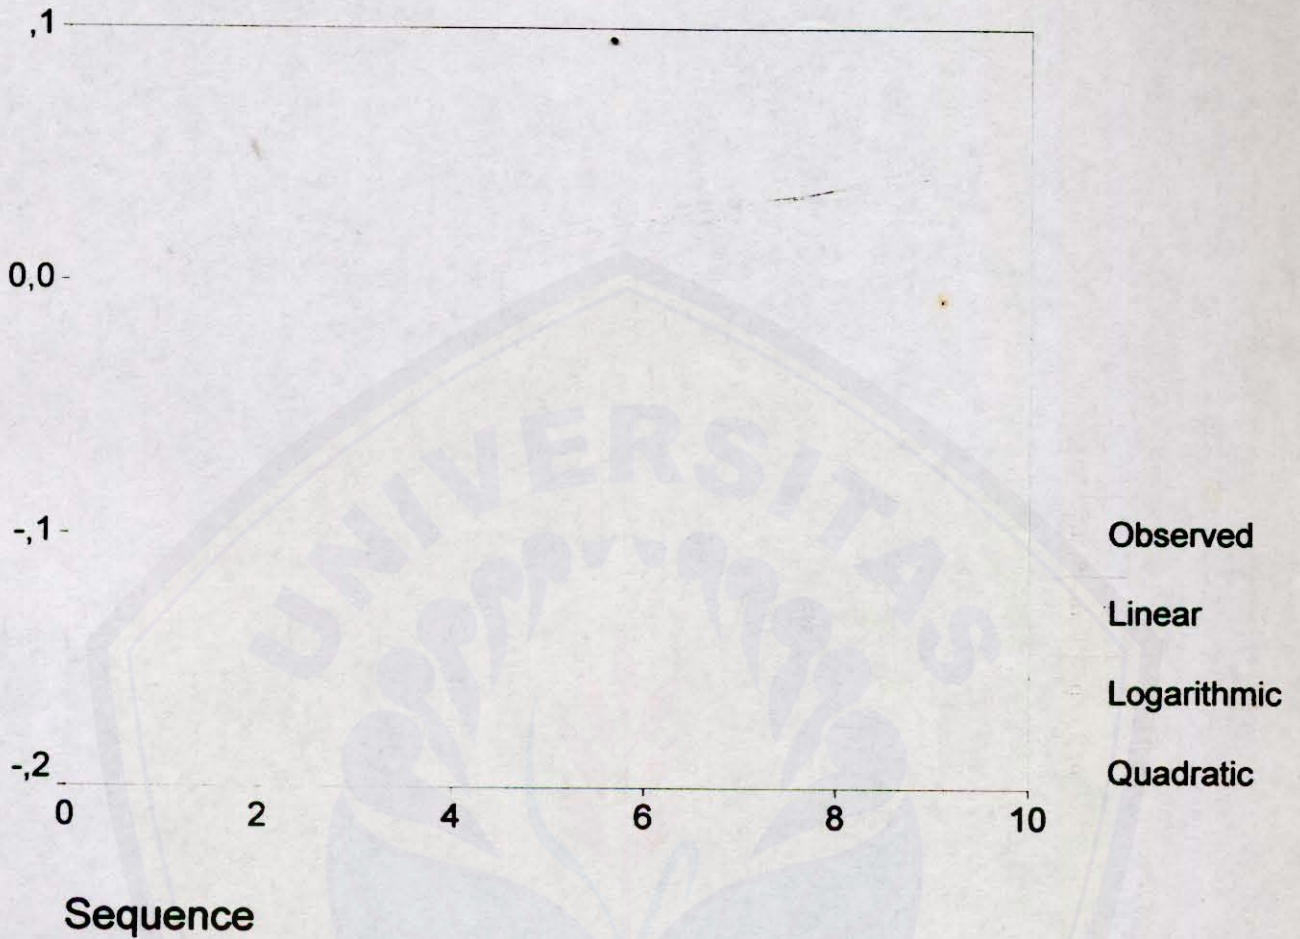 ,1
0,0
-,1
-,2
0 2 4 6 8 10
Sequence
Observed
Linear
Logarithmic
Quadratic
UNIVERSITAS